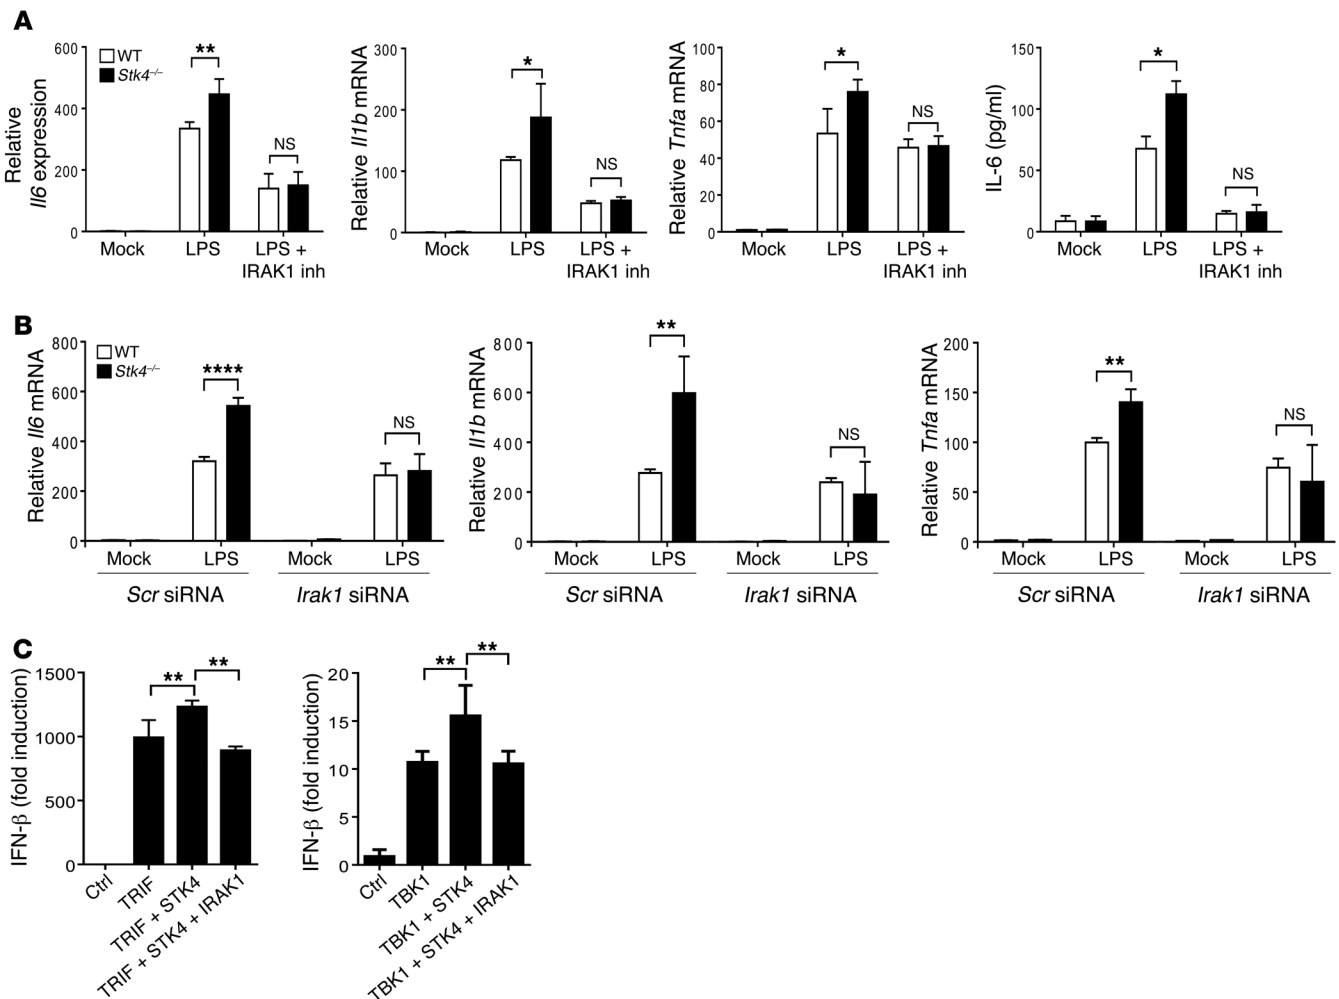 A
Relative
Il6 expression
600
400
200
0
WT
Stk4–/–
**
NS
Mock
LPS
LPS +
IRAK1 inh
Relative Il1b mRNA
300
200
100
0
*
NS
Mock
LPS
LPS +
IRAK1 inh
Relative Tnfa mRNA
100
80
60
40
20
0
*
NS
Mock
LPS
LPS +
IRAK1 inh
IL-6 (pg/ml)
150
100
50
0
*
NS
Mock
LPS
LPS +
IRAK1 inh
B
Relative Il6 mRNA
800
600
400
200
0
WT
Stk4–/–
****
NS
Mock
LPS
Mock
LPS
Scr siRNA
Irak1 siRNA
Relative Il1b mRNA
800
600
400
200
0
**
NS
Mock
LPS
Mock
LPS
Scr siRNA
Irak1 siRNA
Relative Tnfa mRNA
200
150
100
50
0
**
NS
Mock
LPS
Mock
LPS
Scr siRNA
Irak1 siRNA
C
IFN-β (fold induction)
1500
1000
500
0
**
**
Ctrl
TRIF
TRIF + STK4
TRIF + STK4 + IRAK1
IFN-β (fold induction)
20
15
10
5
0
**
**
Ctrl
TBK1
TBK1 + STK4
TBK1 + STK4 + IRAK1